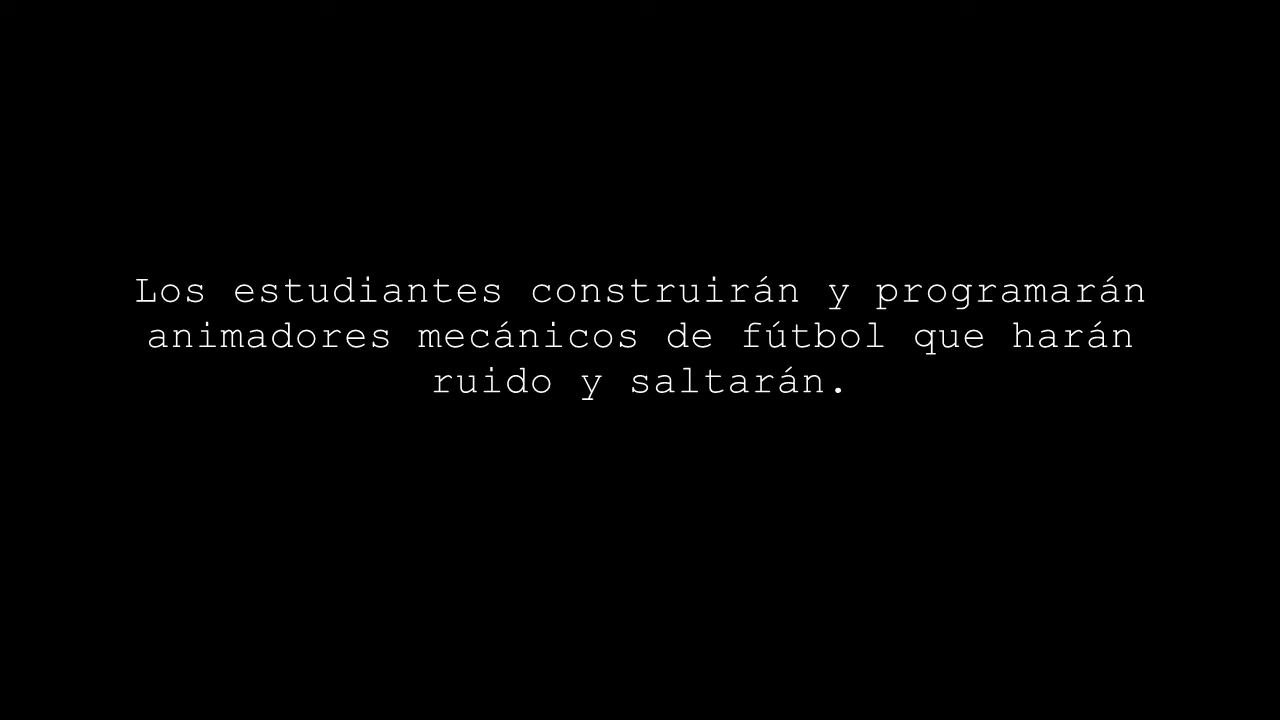 Los estudiantes construirán y programarán
animadores mecánicos de fútbol que harán
ruido y saltarán.